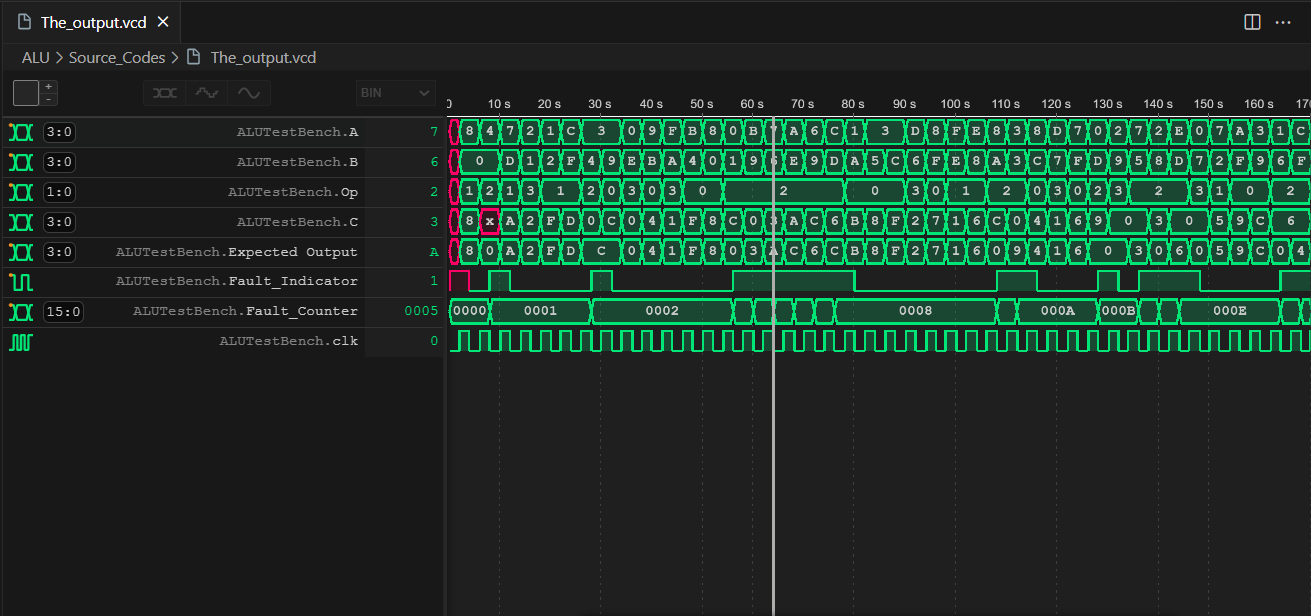 The_output.vcd
ALU > Source_Codes > The_output.vcd
+
-
BIN
0 10 s 20 s 30 s 40 s 50 s 60 s 70 s 80 s 90 s 100 s 110 s 120 s 130 s 140 s 150 s 160 s 170
3:0 ALUTestBench.A 7 8 4 7 2 1 C 3 0 9 F B 8 0 B 7 A 6 C 1 3 D 8 F E 8 3 8 D 7 0 2 7 2 E 0 7 A 3 1 C
3:0 ALUTestBench.B 6 0 D 1 2 F 4 9 E B A 4 0 1 9 6 E 9 D A 5 C 6 F E 8 A 3 C 7 F D 9 5 8 D 7 2 F 9 6 F
1:0 ALUTestBench.Op 2 1 2 1 3 1 2 0 3 0 3 0 2 0 3 0 1 2 0 3 0 2 3 2 3 1 0 2
3:0 ALUTestBench.C 3 8 x A 2 F D 0 C 0 4 1 F 8 C 0 3 A C 6 B 8 F 2 7 1 6 C 0 4 1 6 9 0 3 0 5 9 C 6
3:0 ALUTestBench.Expected Output A 8 0 A 2 F D C 0 4 1 F 8 0 3 A C 6 C B 8 F 2 7 1 6 0 9 4 1 6 0 3 0 6 0 5 9 C 0 4
ALUTestBench.Fault_Indicator 1
15:0 ALUTestBench.Fault_Counter 0005 0000 0001 0002 0008 000A 000B 000E
ALUTestBench.clk 0